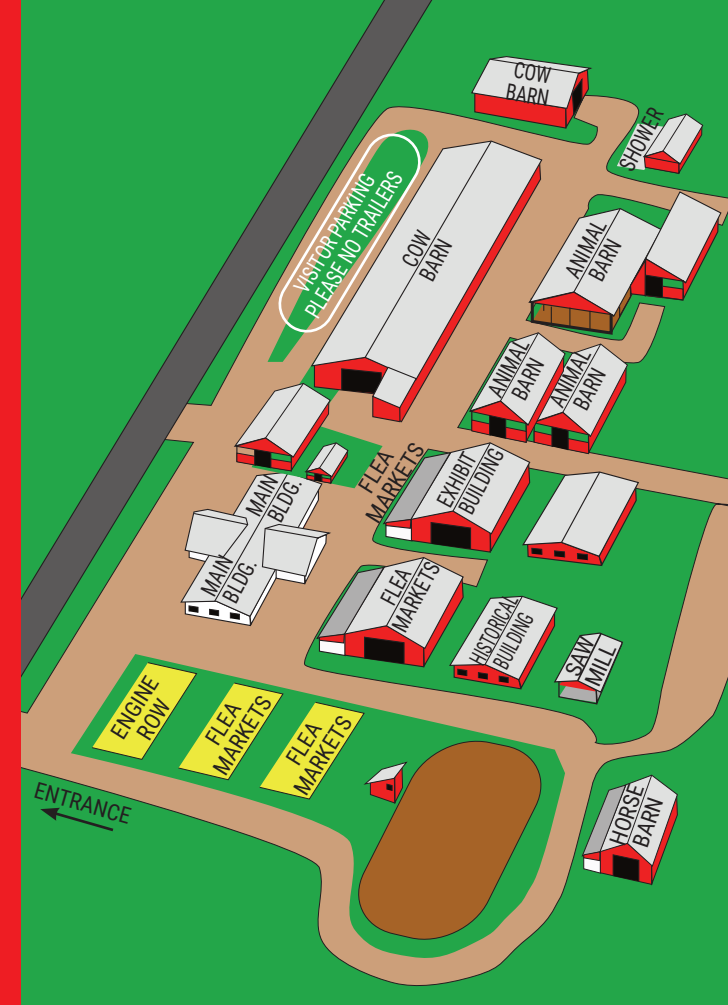 COW
BARN
SHOWER
VISITOR PARKING
PLEASE NO TRAILERS
COW
BARN
ANIMAL
BARN
ANIMAL
BARN
ANIMAL
BARN
FLEA
MARKETS
EXHIBIT
BUILDING
MAIN
BLDG.
MAIN
BLDG.
FLEA
MARKETS
HISTORICAL
BUILDING
SAW
MILL
ENGINE
ROW
FLEA
MARKETS
FLEA
MARKETS
ENTRANCE
HORSE
BARN